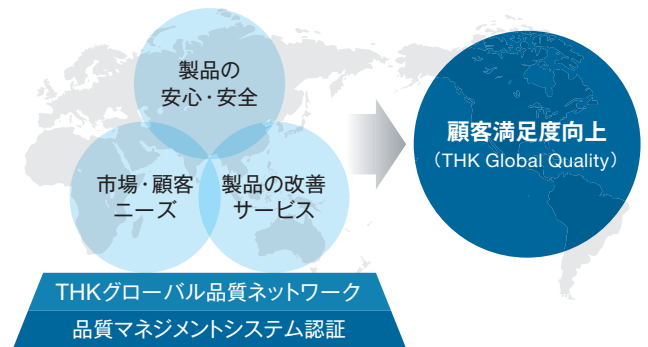 製品の
安心・安全
市場・顧客
ニーズ
製品の改善
サービス
顧客満足度向上
（THK Global Quality）
THKグローバル品質ネットワーク
品質マネジメントシステム認証